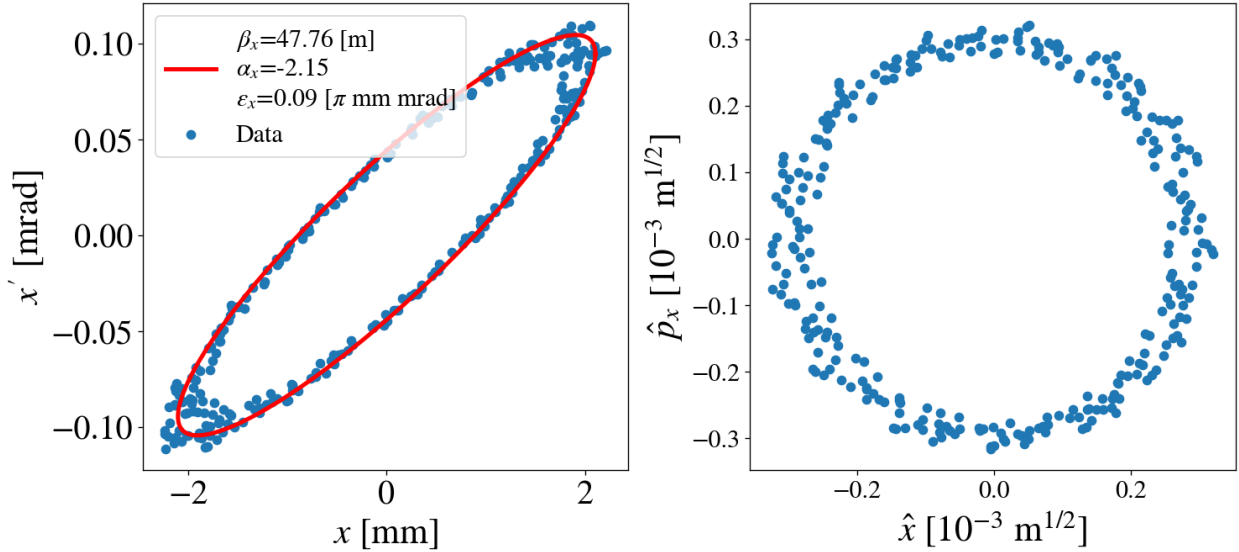 β_x=47.76 [m]
α_x=-2.15
ε_x=0.09 [π mm mrad]
Data
x′ [mrad]
0.10
0.05
0.00
−0.05
−0.10
−2
0
2
x [mm]
p̂_x [10⁻³ m^{1/2}]
0.3
0.2
0.1
0.0
−0.1
−0.2
−0.3
−0.2
0.0
0.2
x̂ [10⁻³ m^{1/2}]